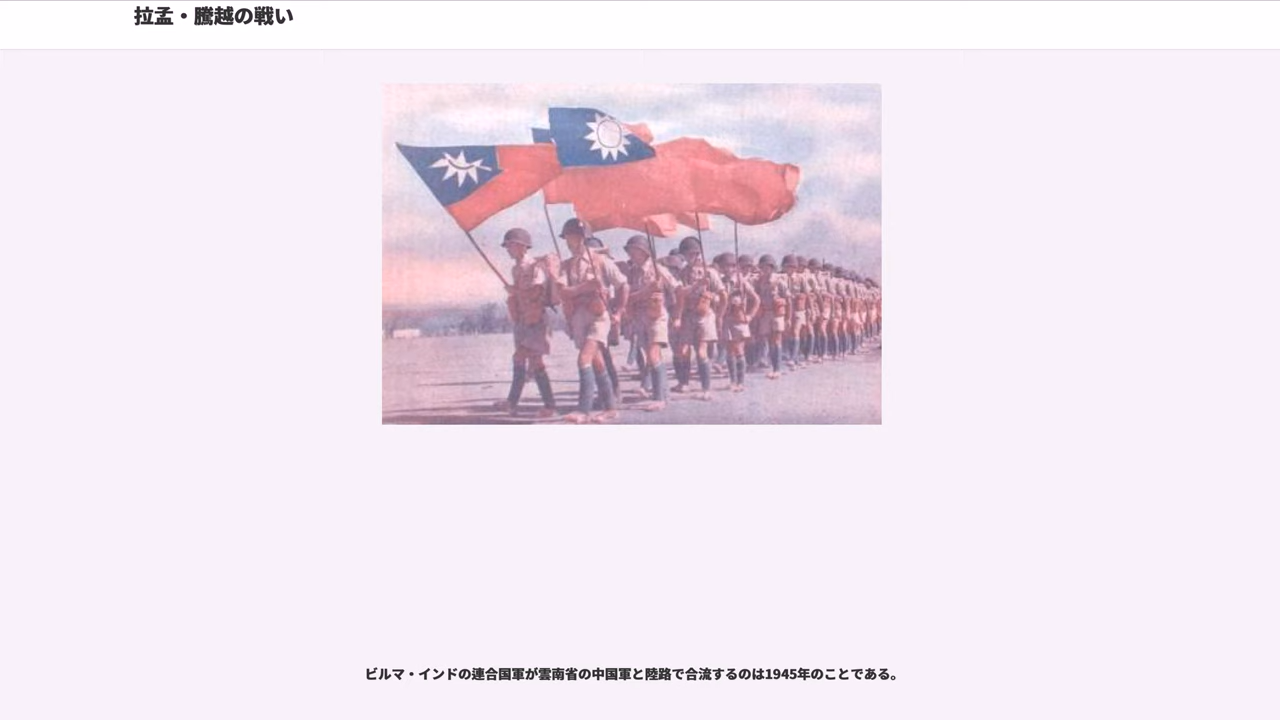 拉孟・騰越の戦い
ビルマ・インドの連合国軍が雲南省の中国軍と陸路で合流するのは1945年のことである。